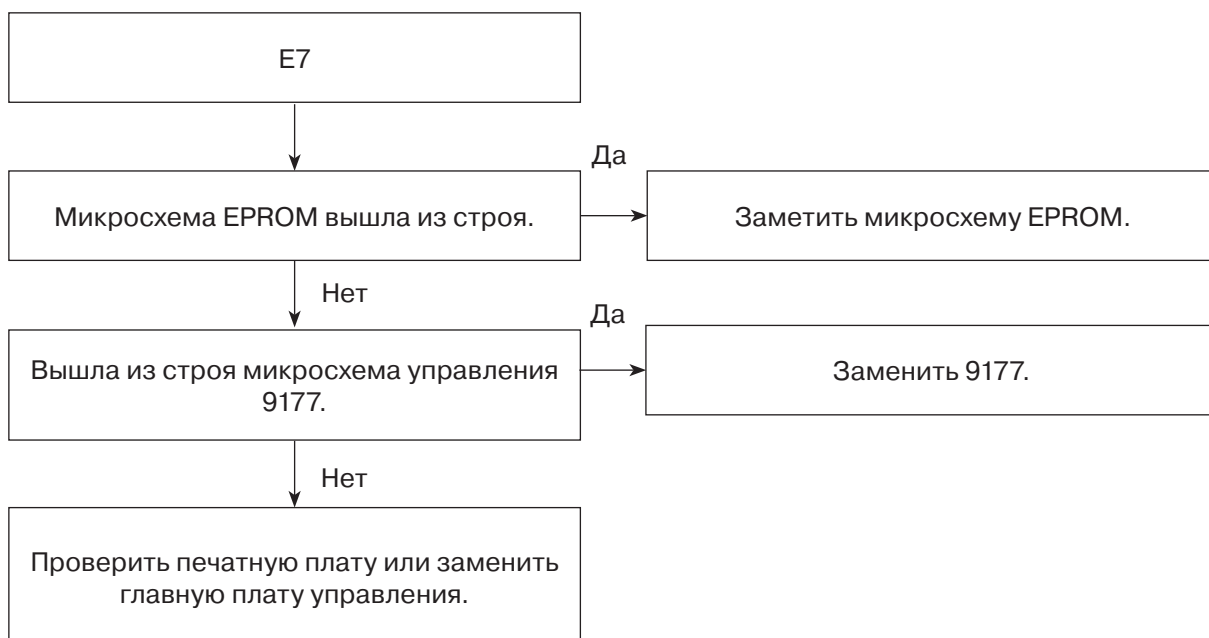 E7
Да
Микросхема EPROM вышла из строя.
Заметить микросхему EPROM.
Нет
Да
Вышла из строя микросхема управления
9177.
Заменить 9177.
Нет
Проверить печатную плату или заменить
главную плату управления.